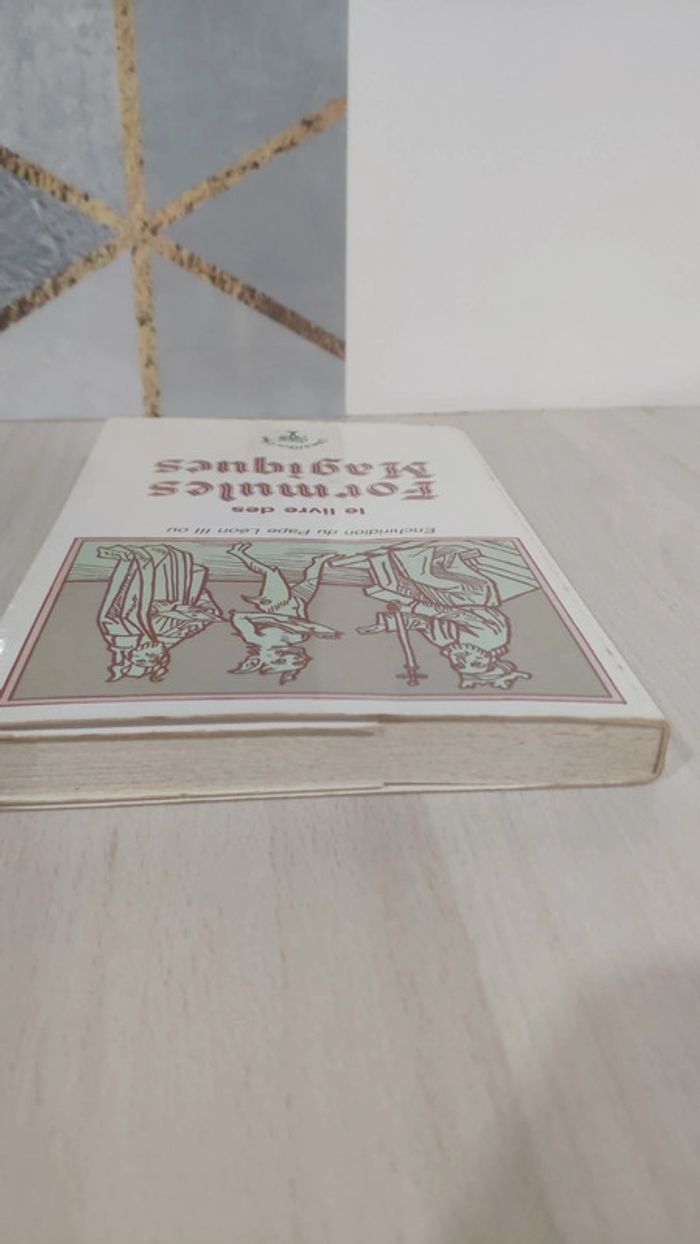 Enchiridion du Pape Léon III ou
le livre des
Formules
Magiques